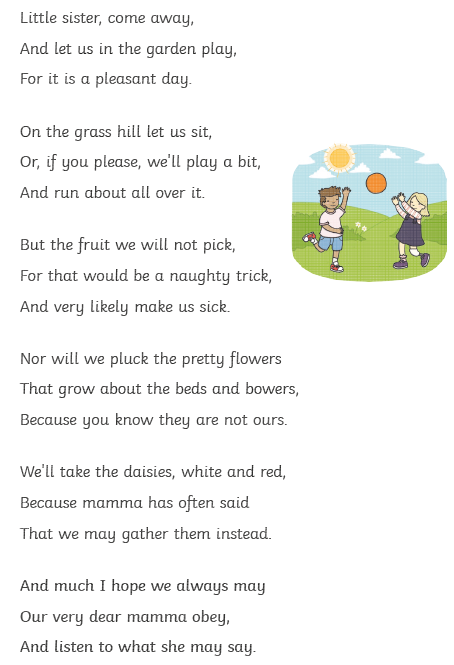 Little sister, come away,
And let us in the garden play,
For it is a pleasant day.
On the grass hill let us sit,
Or, if you please, we'll play a bit,
And run about all over it.
But the fruit we will not pick,
For that would be a naughty trick,
And very likely make us sick.
Nor will we pluck the pretty flowers
That grow about the beds and bowers,
Because you know they are not ours.
We'll take the daisies, white and red,
Because mamma has often said
That we may gather them instead.
And much I hope we always may
Our very dear mamma obey,
And listen to what she may say.